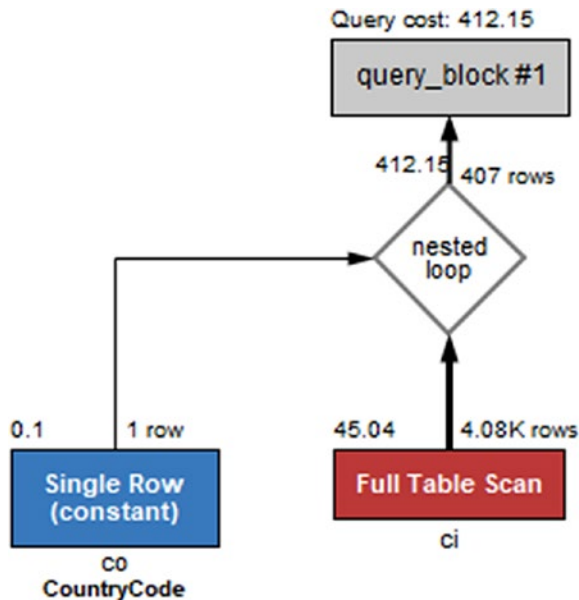 Query cost: 412.15
query_block #1
412.15
407 rows
nested
loop
0.1
1 row
45.04
4.08K rows
Single Row
(constant)
Full Table Scan
co
ci
CountryCode